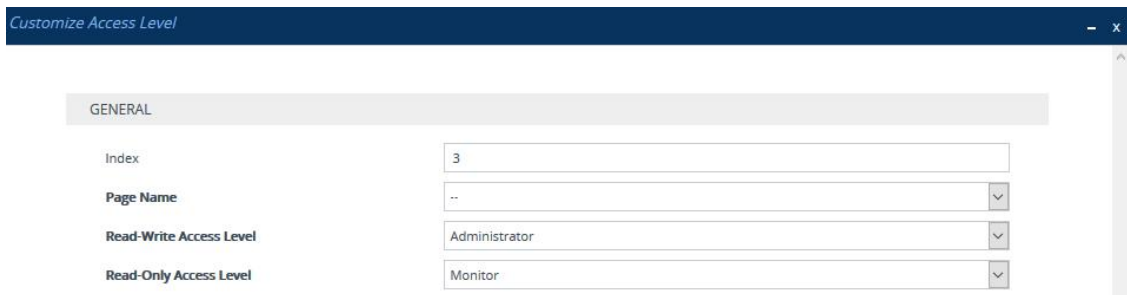 Customize Access Level
– x
GENERAL
Index 3
Page Name --
Read-Write Access Level Administrator
Read-Only Access Level Monitor